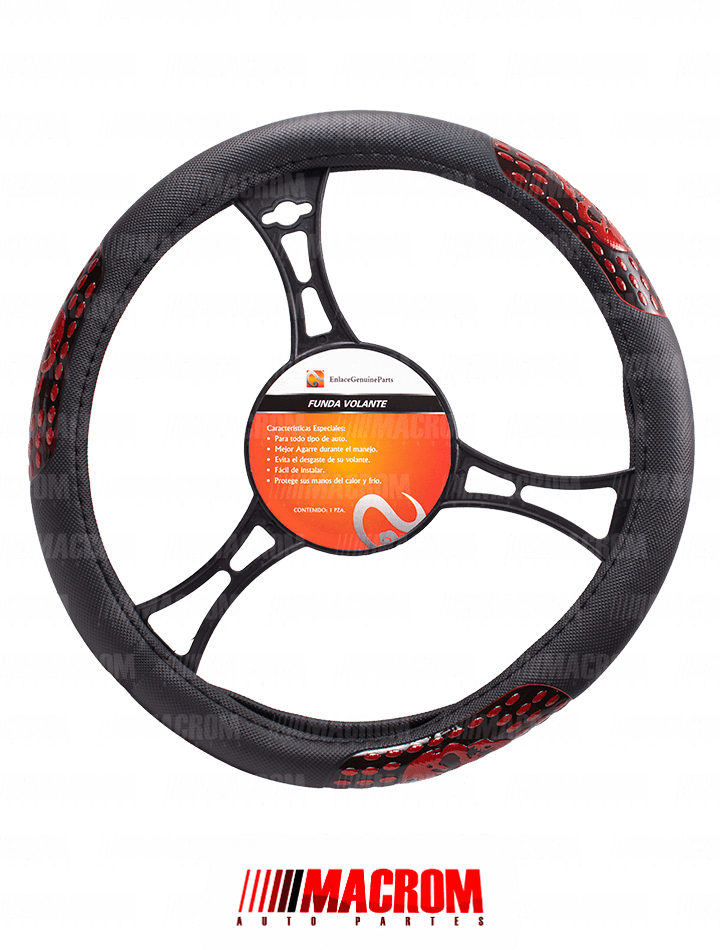 EnlaceGenuineParts
FUNDA VOLANTE
Características Especiales:
• Para todo tipo de auto.
• Mejor Agarre durante el manejo.
• Evita el desgaste de su volante.
• Fácil de instalar.
• Protege sus manos del calor y frío.
CONTENIDO: 1 PZA.
MACROM
AUTO PARTES